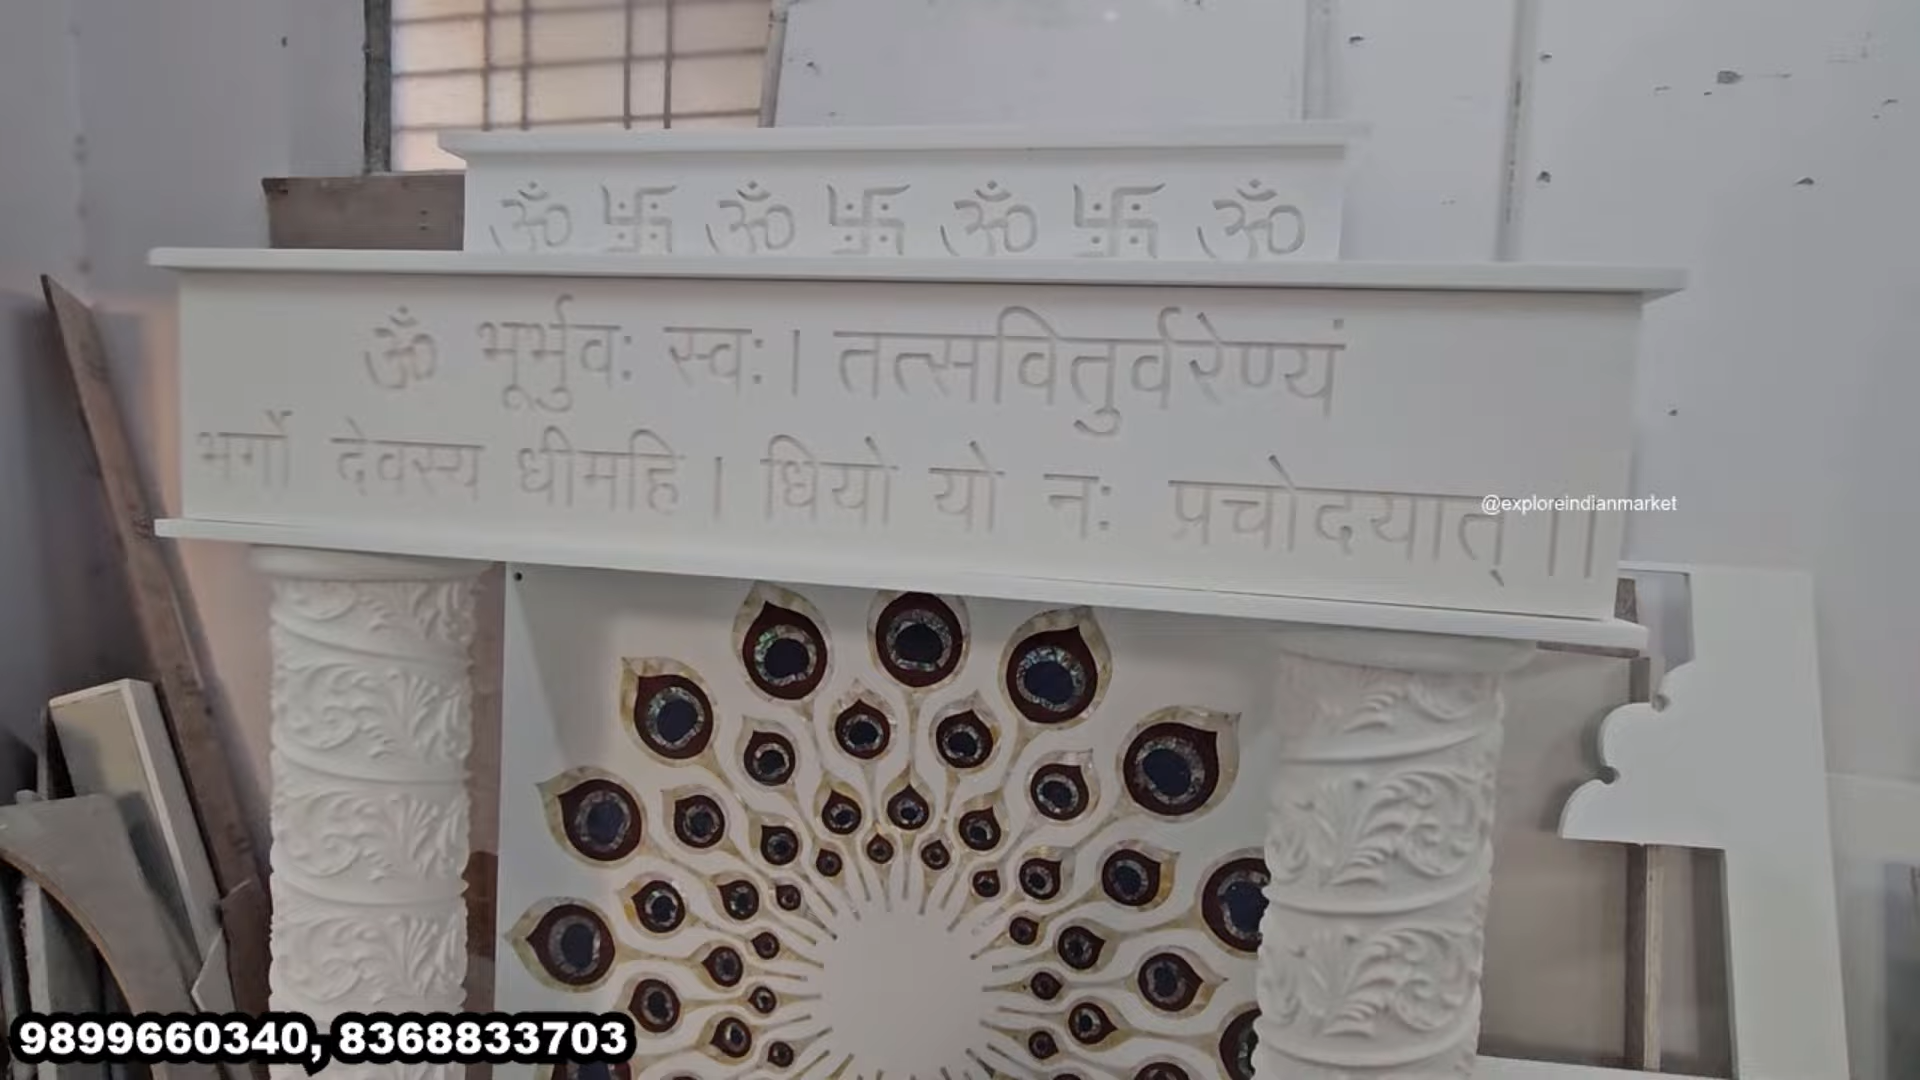 ॐ 卐 ॐ 卐 ॐ 卐 ॐ
ॐ भूर्भुवः स्वः। तत्सवितुर्वरेण्यं
भर्गो देवस्य धीमहि। धियो यो नः प्रचोदयात्।।
@exploreindianmarket
9899660340, 8368833703